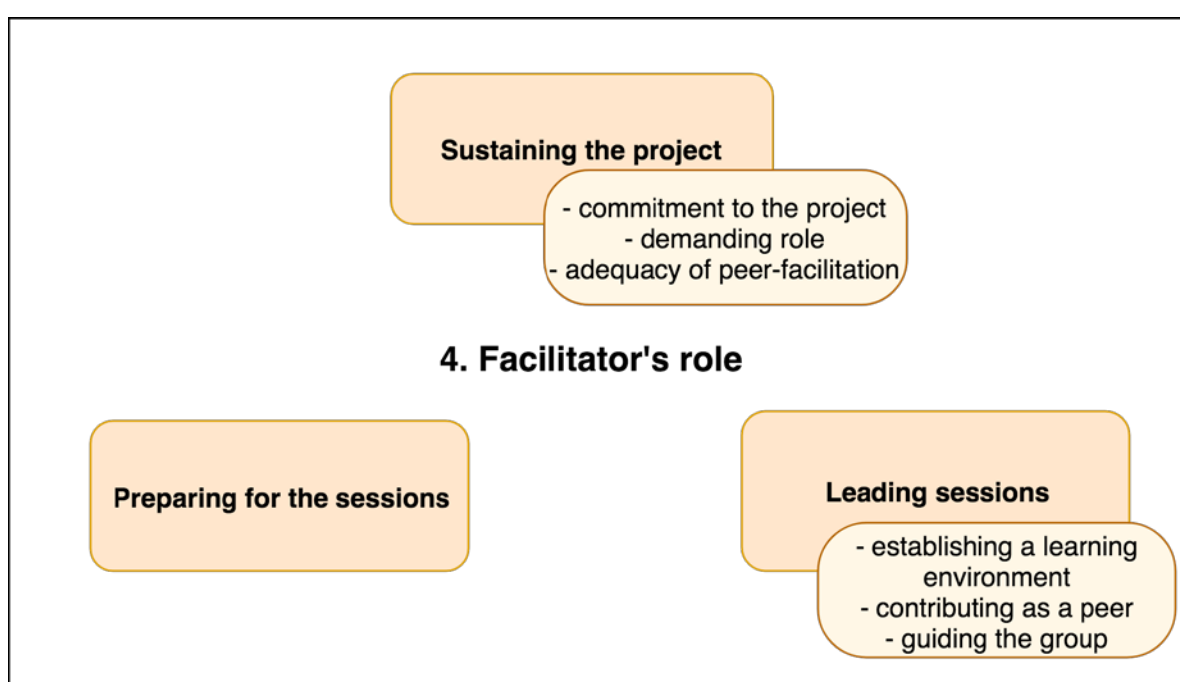 Sustaining the project
- commitment to the project
- demanding role
- adequacy of peer-facilitation
4. Facilitator's role
Preparing for the sessions
Leading sessions
- establishing a learning
environment
- contributing as a peer
- guiding the group